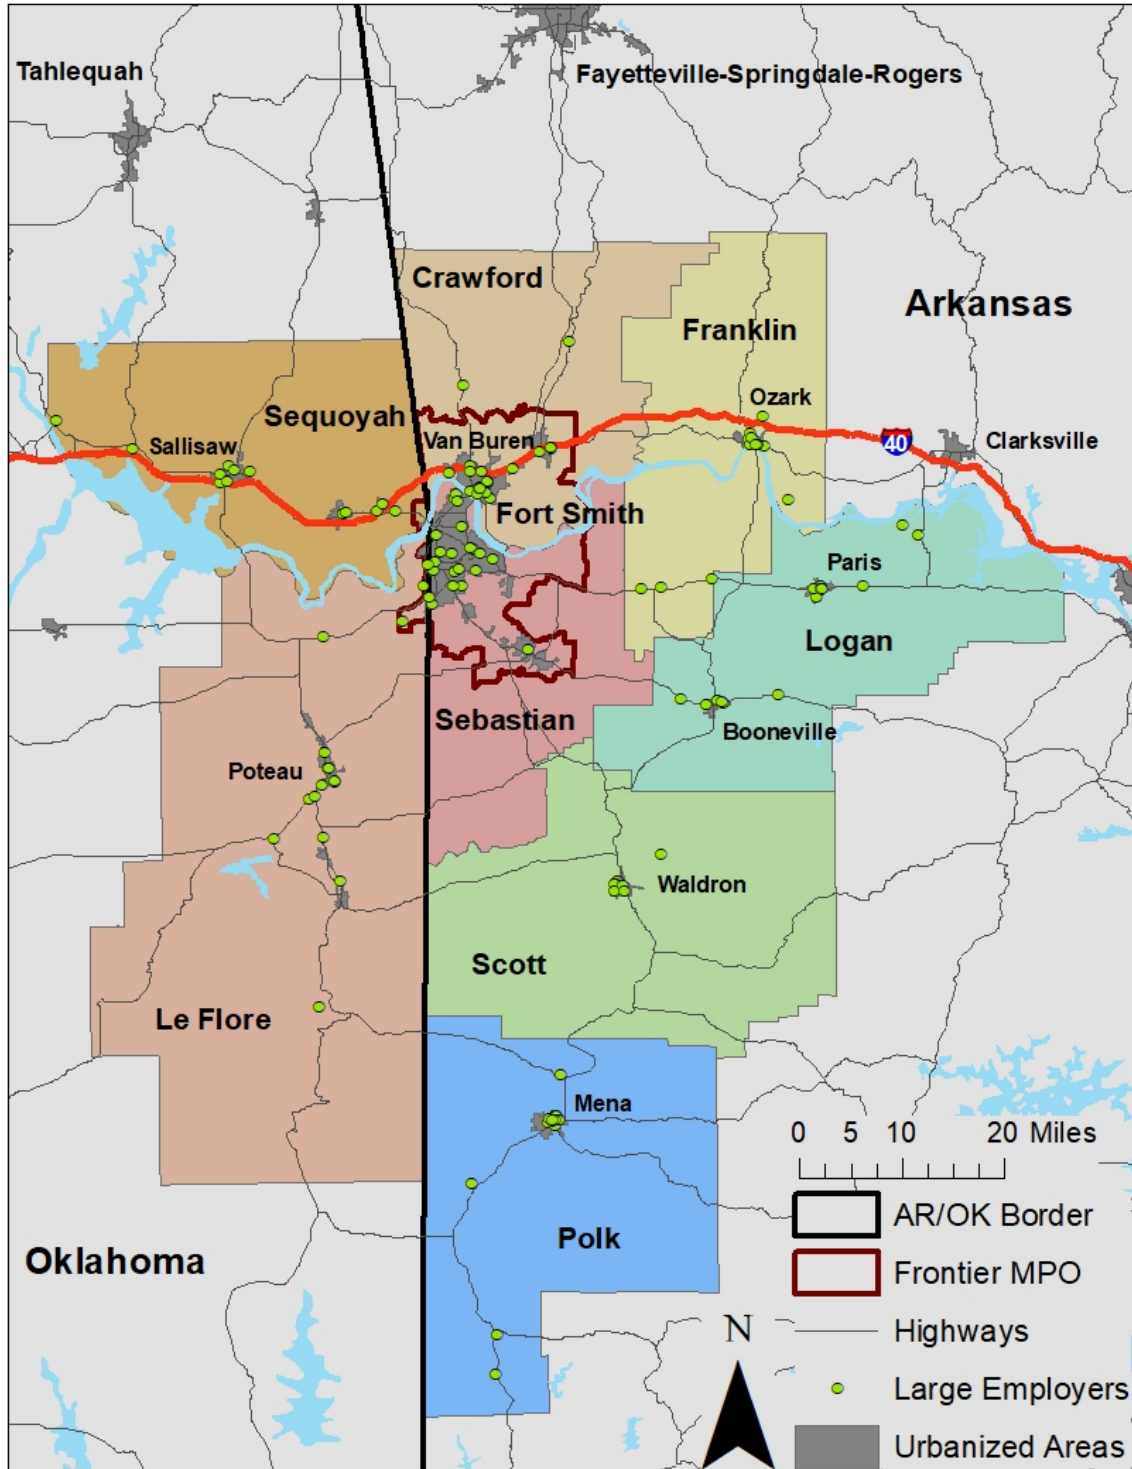 Tahlequah
Fayetteville-Springdale-Rogers
Crawford
Arkansas
Franklin
Ozark
Sequoyah
Van Buren
40
Clarksville
Sallisaw
Fort Smith
Paris
Logan
Sebastian
Booneville
Poteau
Waldron
Scott
Le Flore
Mena
0 5 10 20 Miles
AR/OK Border
Polk
Oklahoma
Frontier MPO
N
Highways
Large Employers
Urbanized Areas